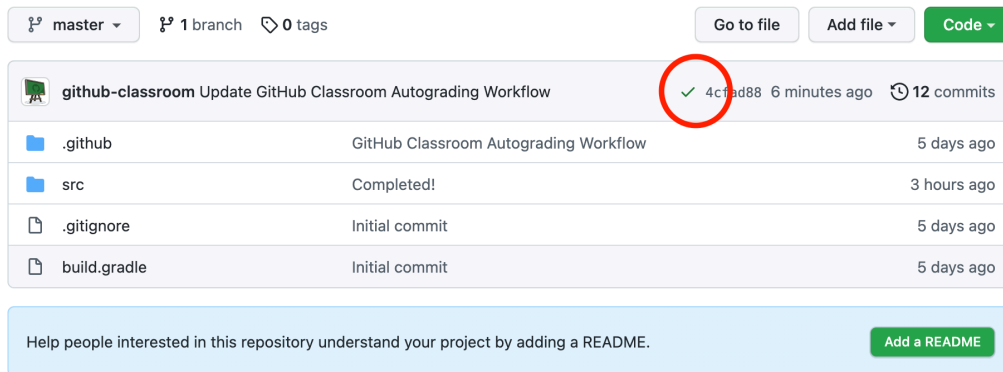 master 1 branch 0 tags Go to file Add file Code
github-classroom Update GitHub Classroom Autograding Workflow 4cfad88 6 minutes ago 12 commits
.github GitHub Classroom Autograding Workflow 5 days ago
src Completed! 3 hours ago
.gitignore Initial commit 5 days ago
build.gradle Initial commit 5 days ago
Help people interested in this repository understand your project by adding a README. Add a README